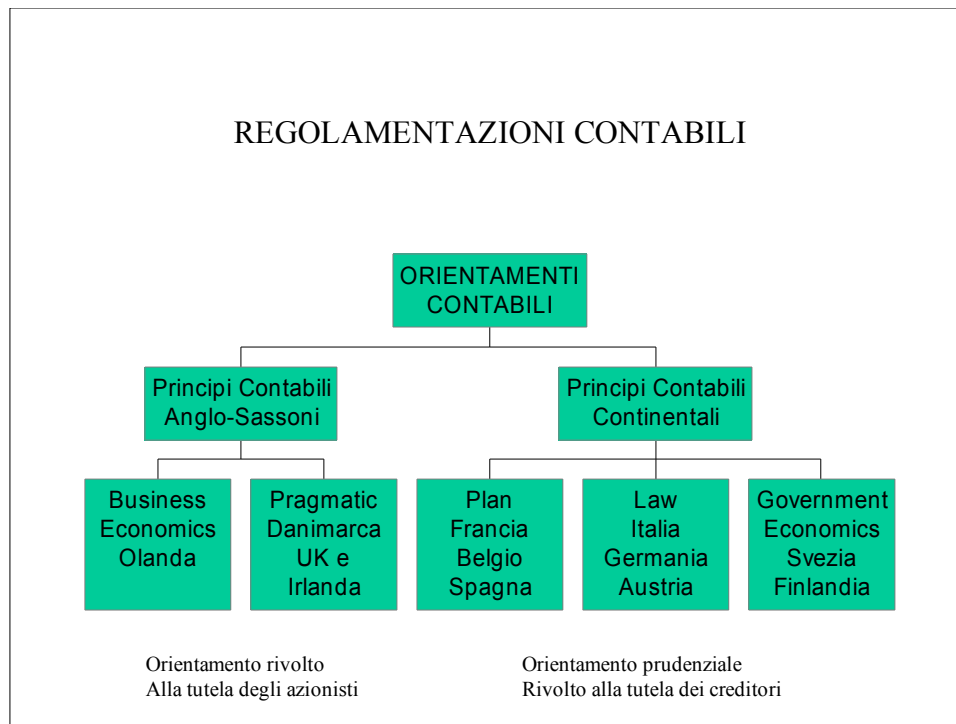 REGOLAMENTAZIONI CONTABILI
ORIENTAMENTI
CONTABILI
Principi Contabili
Anglo-Sassoni
Principi Contabili
Continentali
Business
Economics
Olanda
Pragmatic
Danimarca
UK e
Irlanda
Plan
Francia
Belgio
Spagna
Law
Italia
Germania
Austria
Government
Economics
Svezia
Finlandia
Orientamento rivolto
Alla tutela degli azionisti
Orientamento prudenziale
Rivolto alla tutela dei creditori